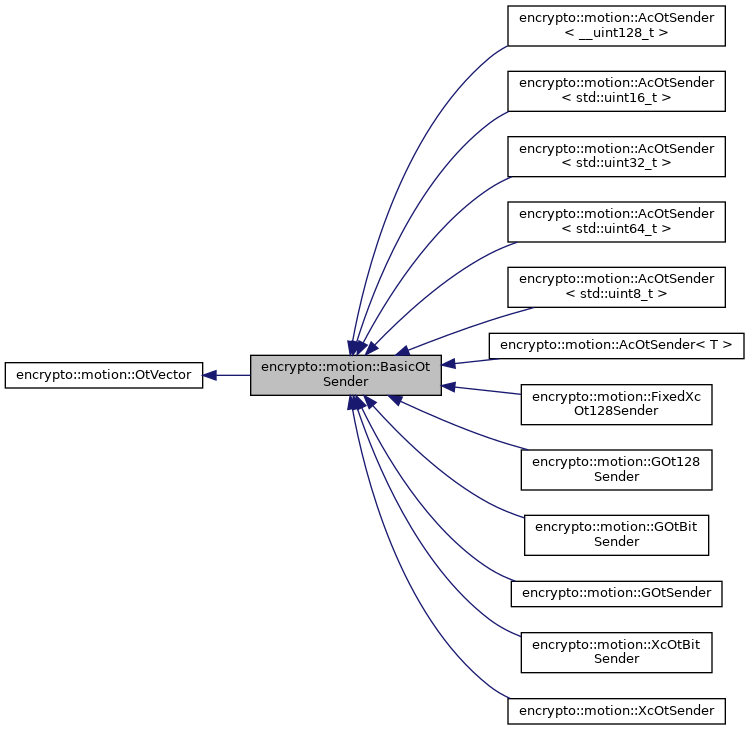 encrypto::motion::AcOtSender
< __uint128_t >
encrypto::motion::AcOtSender
< std::uint16_t >
encrypto::motion::AcOtSender
< std::uint32_t >
encrypto::motion::AcOtSender
< std::uint64_t >
encrypto::motion::AcOtSender
< std::uint8_t >
encrypto::motion::AcOtSender< T >
encrypto::motion::OtVector
encrypto::motion::BasicOt
Sender
encrypto::motion::FixedXc
Ot128Sender
encrypto::motion::GOt128
Sender
encrypto::motion::GOtBit
Sender
encrypto::motion::GOtSender
encrypto::motion::XcOtBit
Sender
encrypto::motion::XcOtSender